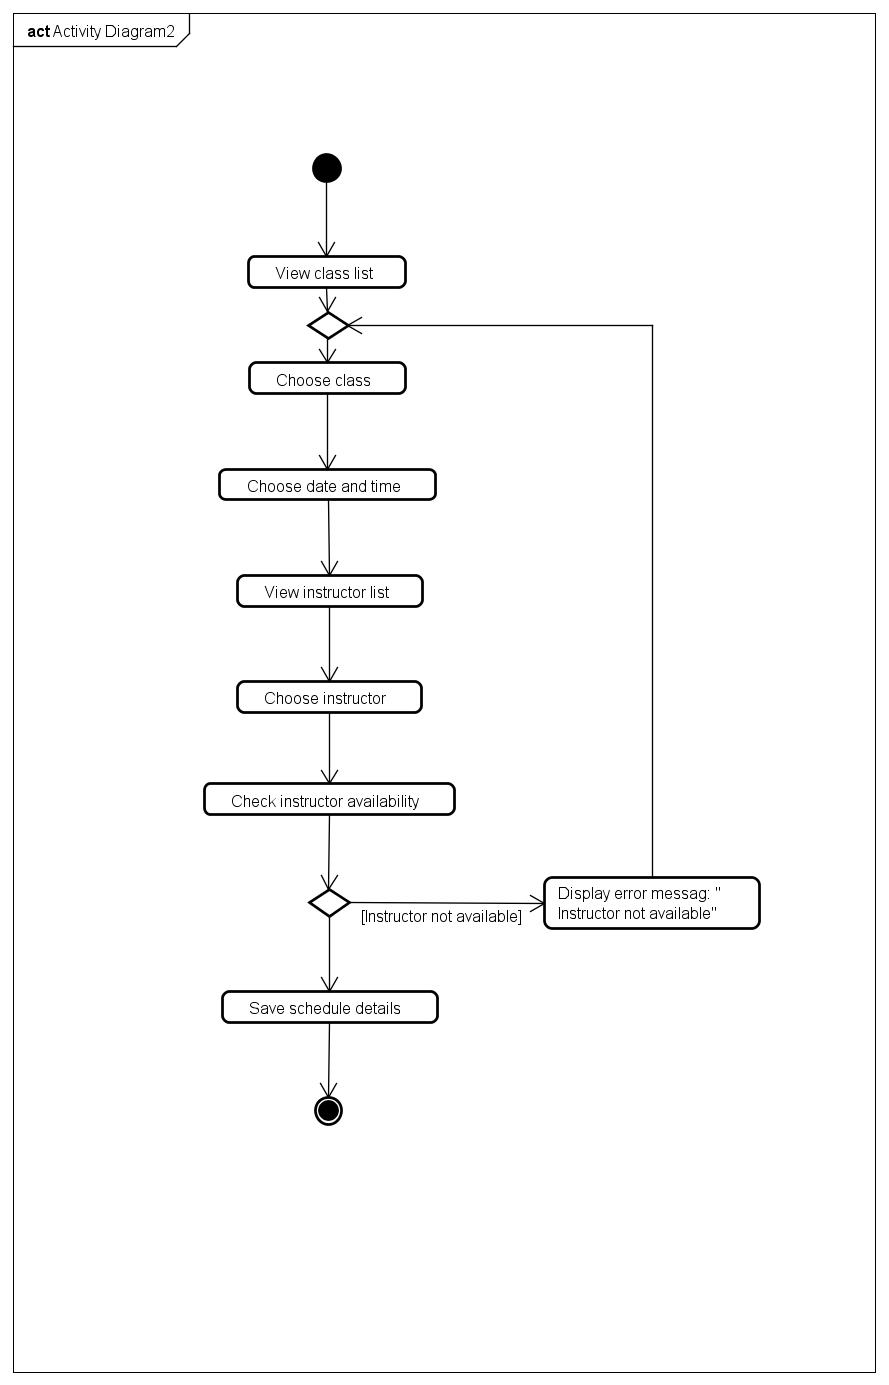 act Activity Diagram2
View class list
Choose class
Choose date and time
View instructor list
Choose instructor
Check instructor availability
Display error messag: "
Instructor not available"
[Instructor not available]
Save schedule details